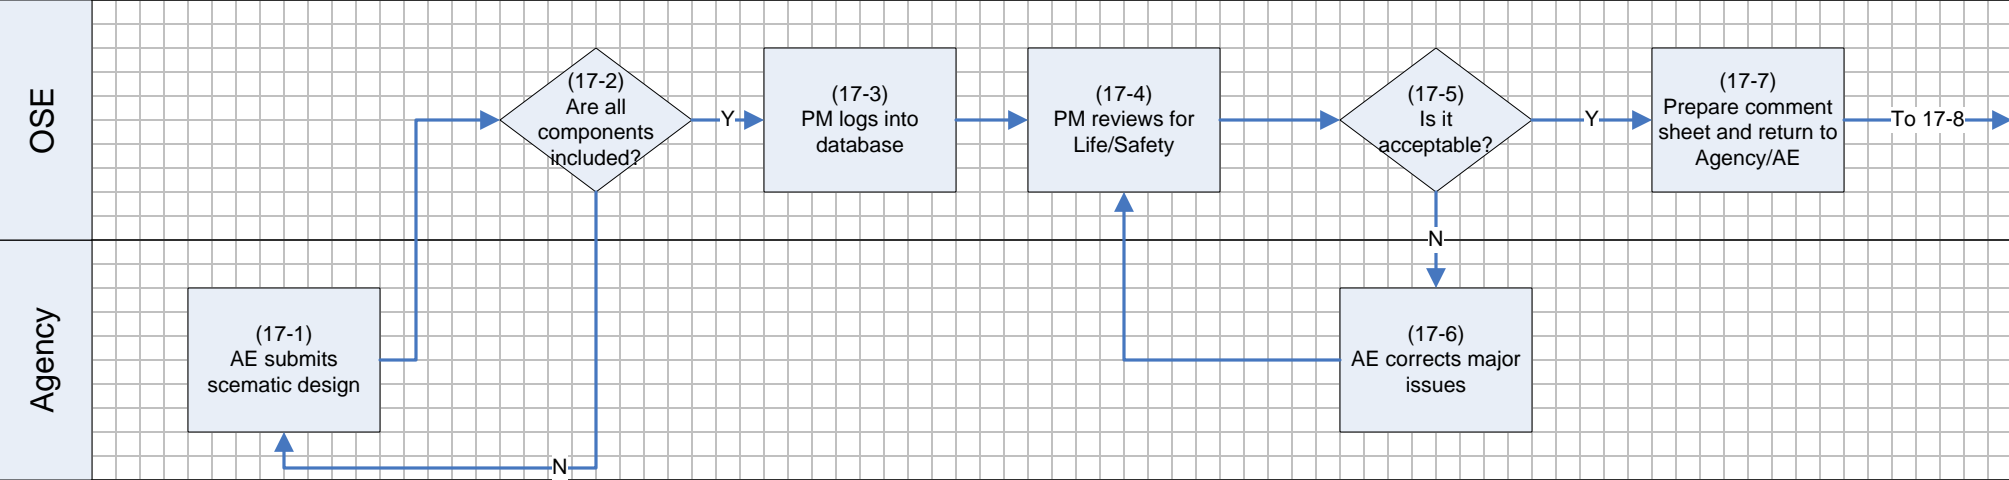 OSE
(17-2)
Are all
components
included?
Y
(17-3)
PM logs into
database
(17-4)
PM reviews for
Life/Safety
(17-5)
Is it
acceptable?
Y
(17-7)
Prepare comment
sheet and return to
Agency/AE
To 17-8
N
Agency
(17-1)
AE submits
scematic design
N
(17-6)
AE corrects major
issues